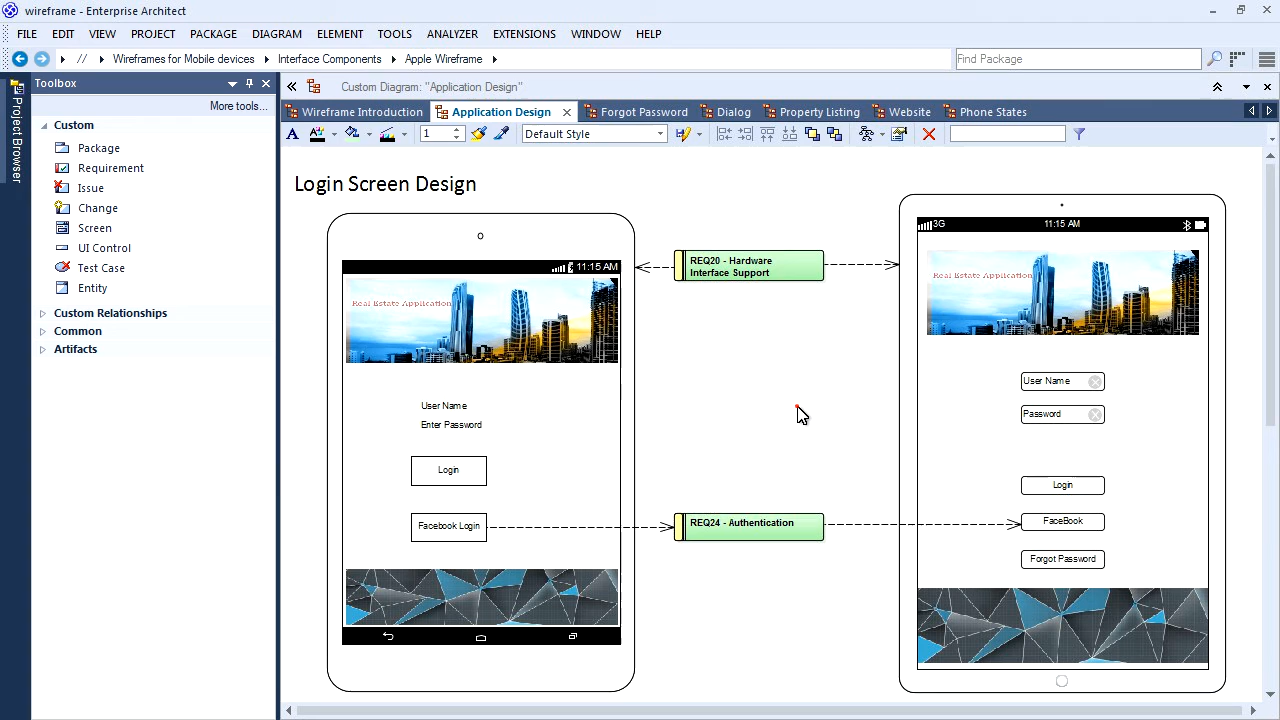 wireframe - Enterprise Architect
FILE EDIT VIEW PROJECT PACKAGE DIAGRAM ELEMENT TOOLS ANALYZER EXTENSIONS WINDOW HELP
// Wireframes for Mobile devices Interface Components Apple Wireframe
Find Package
Project Browser
Toolbox
More tools...
Custom
Package
Requirement
Issue
Change
Screen
UI Control
Test Case
Entity
Custom Relationships
Common
Artifacts
Custom Diagram: "Application Design"
Wireframe Introduction Application Design Forgot Password Dialog Property Listing Website Phone States
A 1 Default Style
Login Screen Design
11:15 AM
Real Estate Application
User Name
Enter Password
Login
Facebook Login
REQ20 - Hardware
Interface Support
REQ24 - Authentication
3G 11:15 AM
Real Estate Application
User Name
Password
Login
FaceBook
Forgot Password